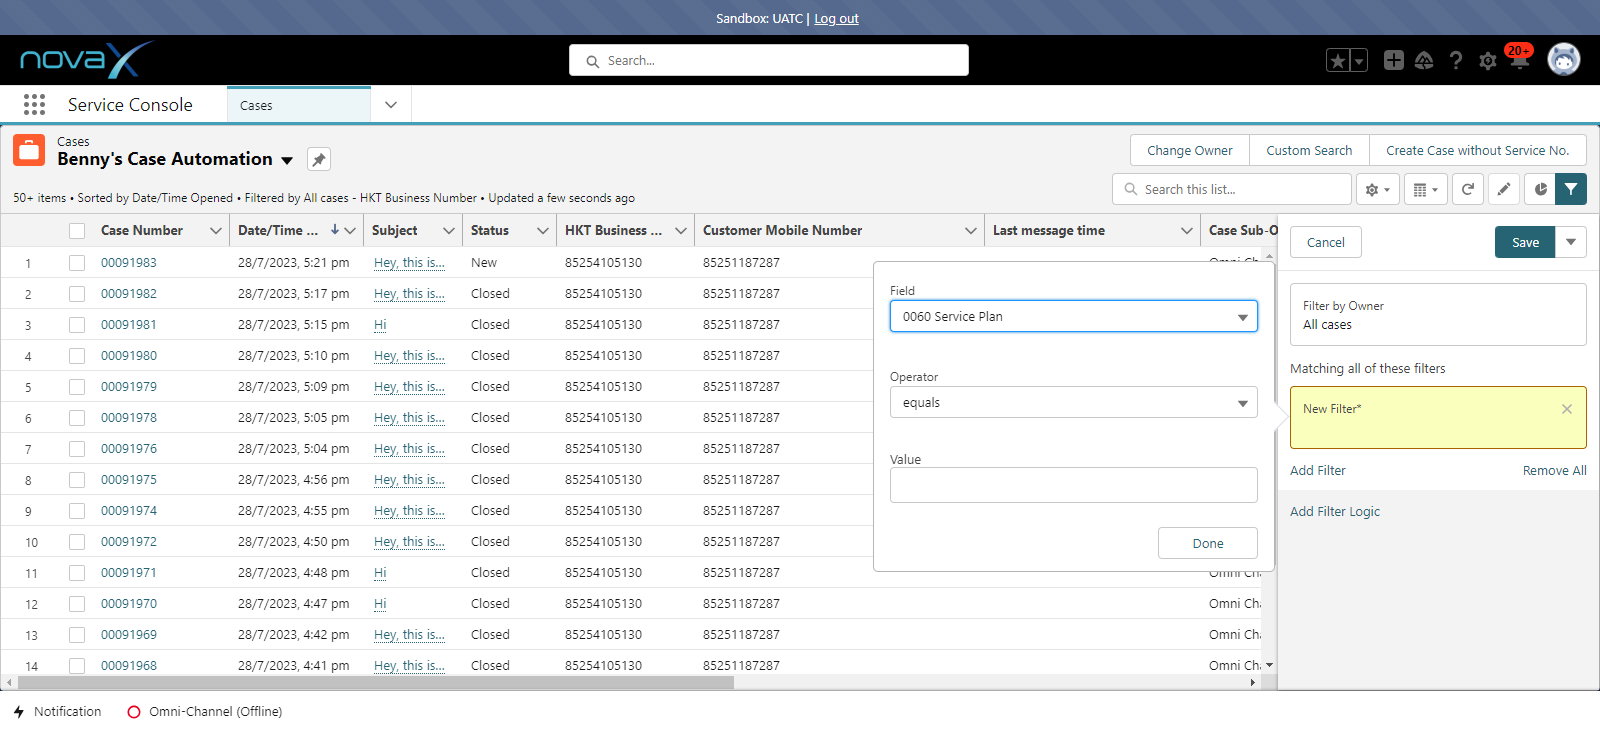 Sandbox: UATC | Log out
novax
Search...
20+
Service Console
Cases
Cases
Benny's Case Automation
Change Owner
Custom Search
Create Case without Service No.
50+ items • Sorted by Date/Time Opened • Filtered by All cases - HKT Business Number • Updated a few seconds ago
Search this list...
Case Number Date/Time ... Subject Status HKT Business ... Customer Mobile Number Last message time Case Sub-O
1 00091983 28/7/2023, 5:21 pm Hey, this is... New 85254105130 85251187287 Omni Ch
2 00091982 28/7/2023, 5:17 pm Hey, this is... Closed 85254105130 85251187287
3 00091981 28/7/2023, 5:15 pm Hi Closed 85254105130 85251187287
4 00091980 28/7/2023, 5:10 pm Hey, this is... Closed 85254105130 85251187287
5 00091979 28/7/2023, 5:09 pm Hey, this is... Closed 85254105130 85251187287
6 00091978 28/7/2023, 5:05 pm Hey, this is... Closed 85254105130 85251187287
7 00091976 28/7/2023, 5:04 pm Hey, this is... Closed 85254105130 85251187287
8 00091975 28/7/2023, 4:56 pm Hey, this is... Closed 85254105130 85251187287
9 00091974 28/7/2023, 4:55 pm Hey, this is... Closed 85254105130 85251187287
10 00091972 28/7/2023, 4:50 pm Hey, this is... Closed 85254105130 85251187287
11 00091971 28/7/2023, 4:48 pm Hi Closed 85254105130 85251187287 Omni Ch
12 00091970 28/7/2023, 4:47 pm Hi Closed 85254105130 85251187287 Omni Cha
13 00091969 28/7/2023, 4:42 pm Hey, this is... Closed 85254105130 85251187287 Omni Cha
14 00091968 28/7/2023, 4:41 pm Hey, this is... Closed 85254105130 85251187287 Omni Cha
Field
0060 Service Plan
Operator
equals
Value
Done
Cancel
Save
Filter by Owner
All cases
Matching all of these filters
New Filter*
Add Filter
Remove All
Add Filter Logic
Notification
Omni-Channel (Offline)